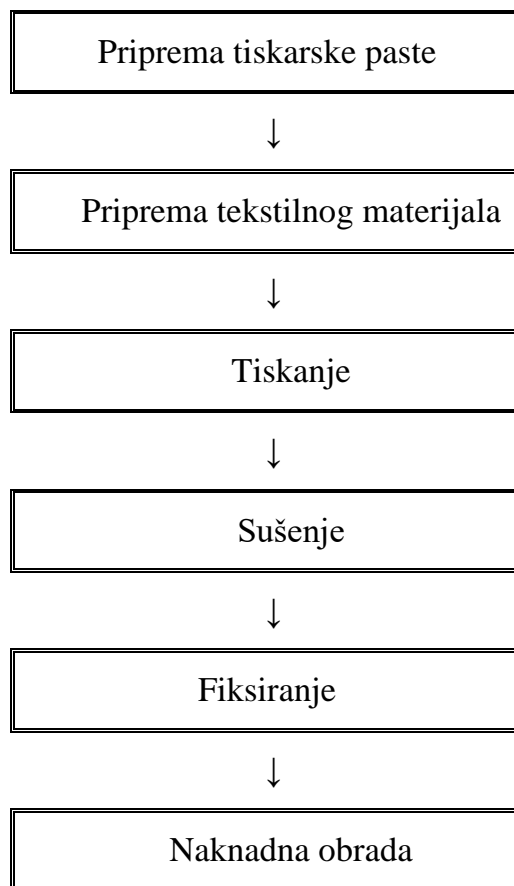 Priprema tiskarske paste
↓
Priprema tekstilnog materijala
↓
Tiskanje
↓
Sušenje
↓
Fiksiranje
↓
Naknadna obrada